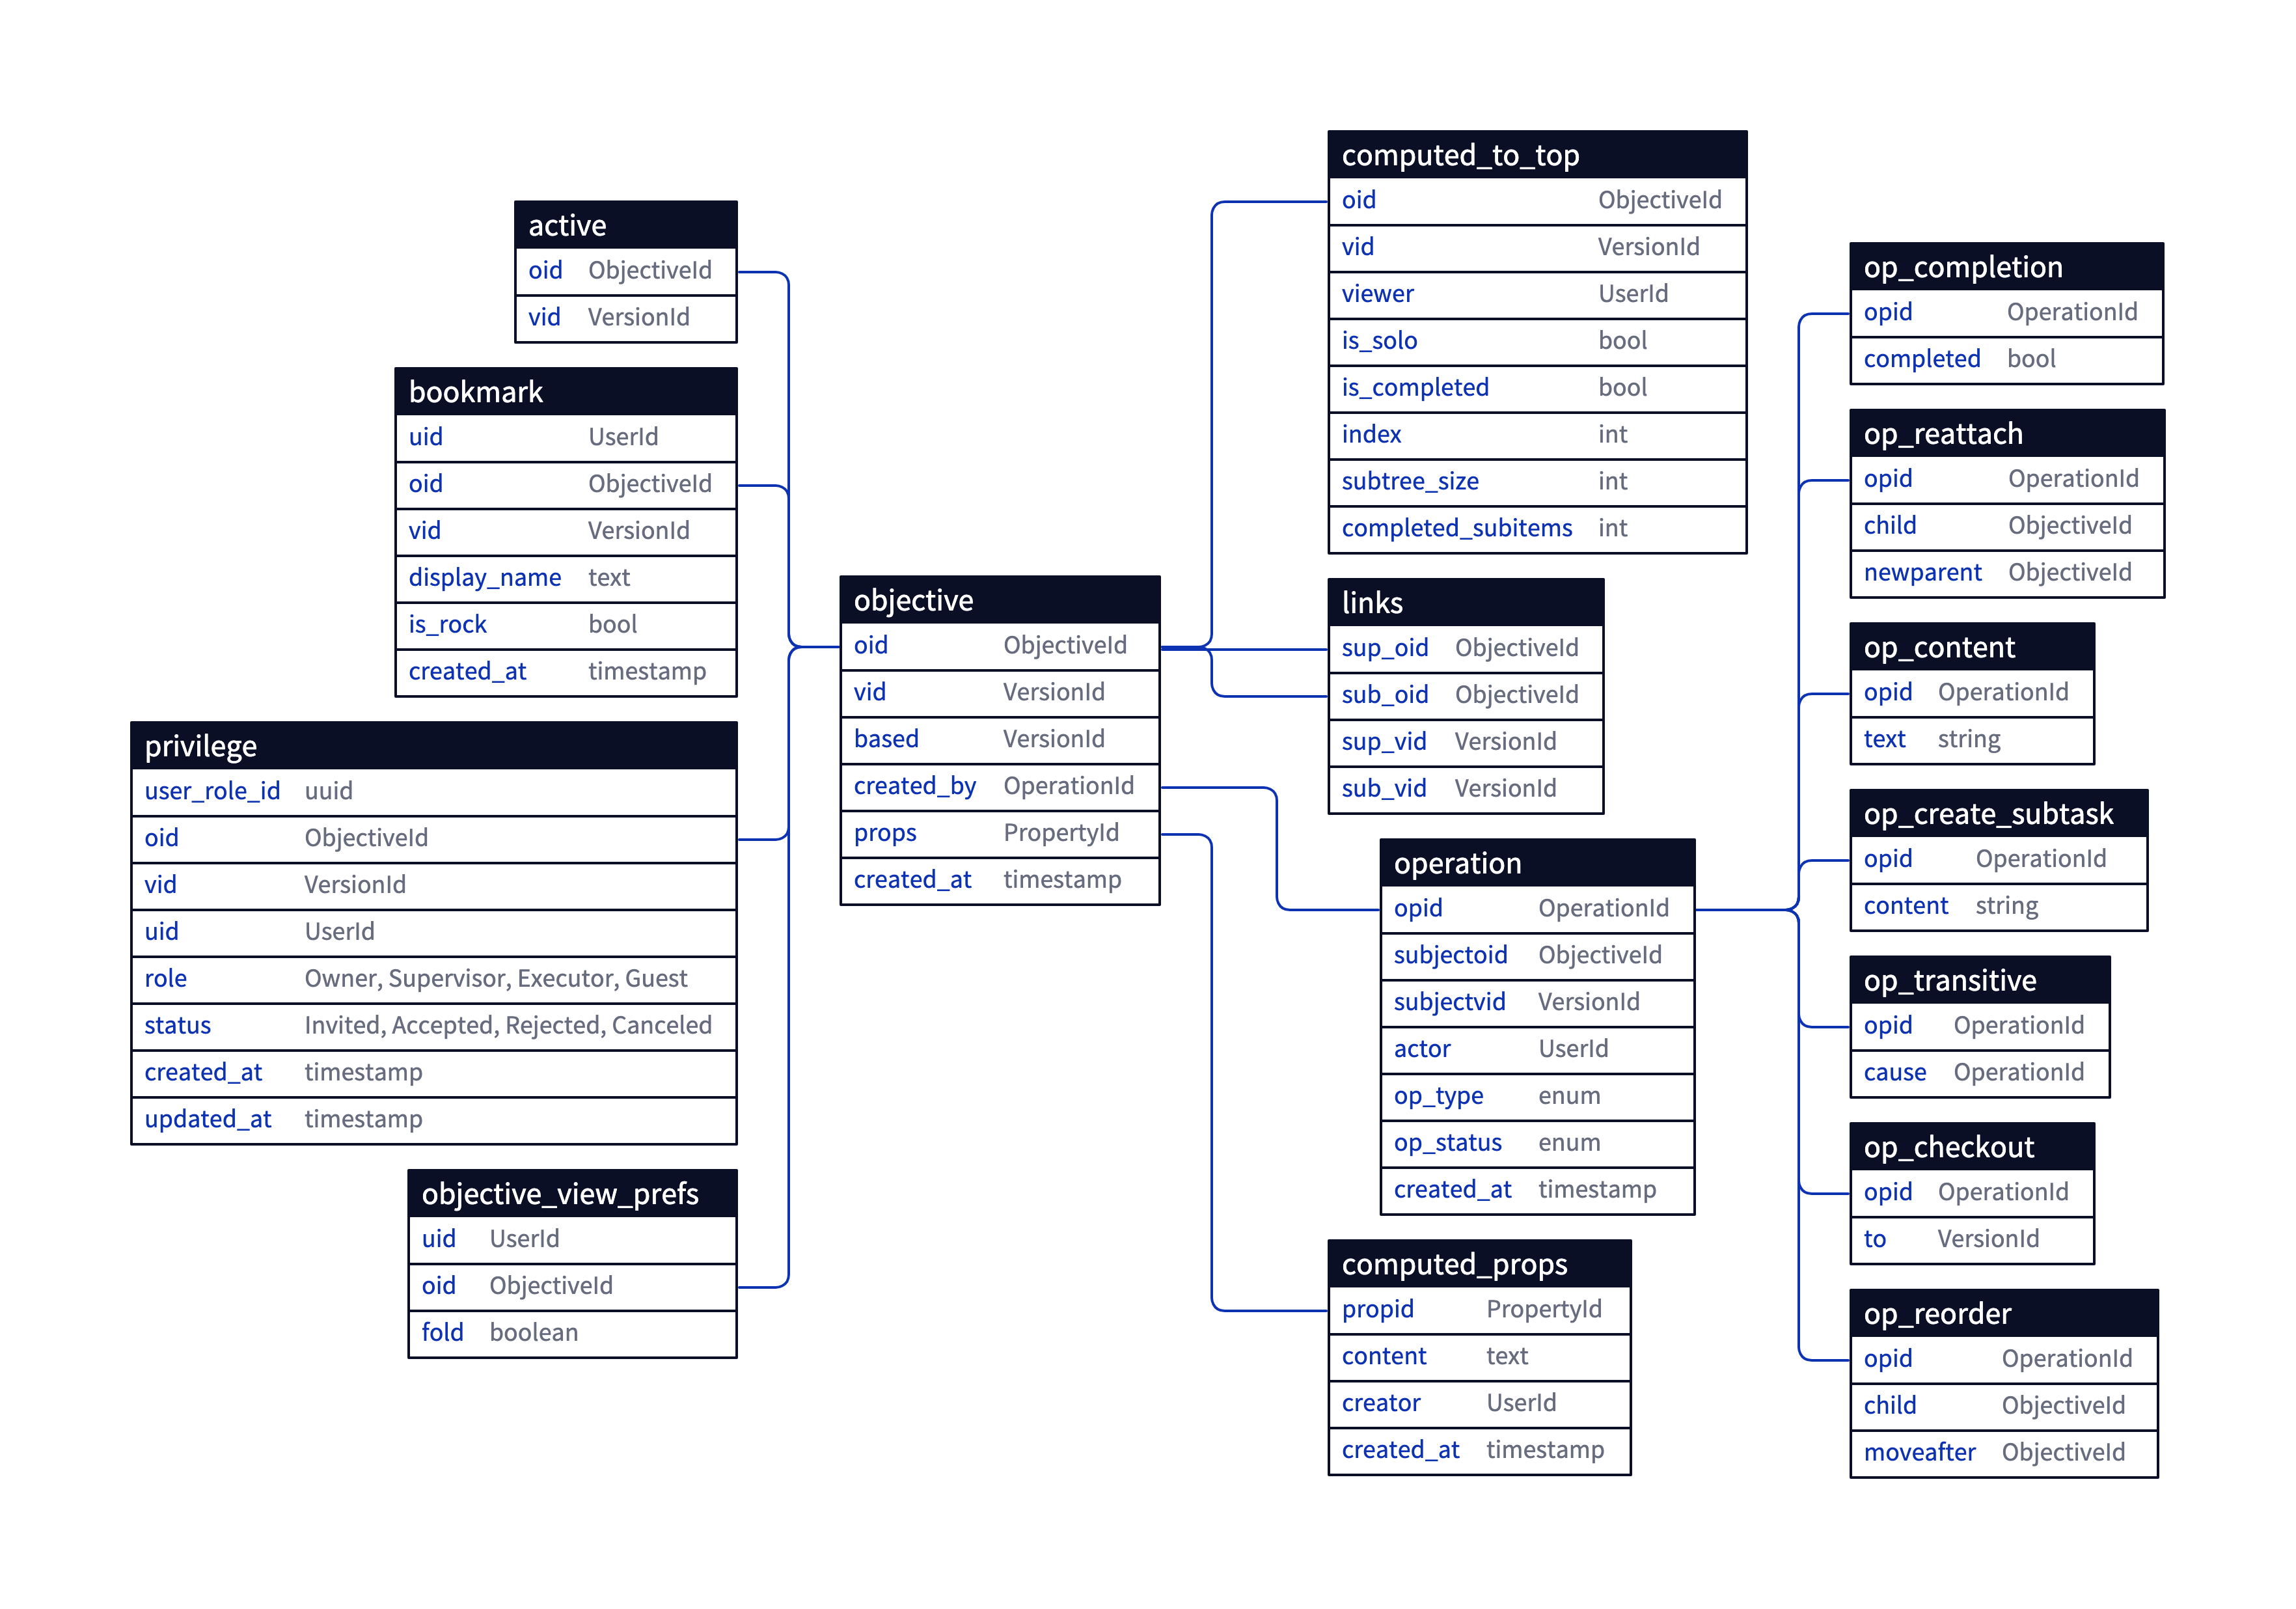 active
oid ObjectiveId
vid VersionId
bookmark
uid UserId
oid ObjectiveId
vid VersionId
display_name text
is_rock bool
created_at timestamp
privilege
user_role_id uuid
oid ObjectiveId
vid VersionId
uid UserId
role Owner, Supervisor, Executor, Guest
status Invited, Accepted, Rejected, Canceled
created_at timestamp
updated_at timestamp
objective_view_prefs
uid UserId
oid ObjectiveId
fold boolean
objective
oid ObjectiveId
vid VersionId
based VersionId
created_by OperationId
props PropertyId
created_at timestamp
computed_to_top
oid ObjectiveId
vid VersionId
viewer UserId
is_solo bool
is_completed bool
index int
subtree_size int
completed_subitems int
links
sup_oid ObjectiveId
sub_oid ObjectiveId
sup_vid VersionId
sub_vid VersionId
operation
opid OperationId
subjectoid ObjectiveId
subjectvid VersionId
actor UserId
op_type enum
op_status enum
created_at timestamp
computed_props
propid PropertyId
content text
creator UserId
created_at timestamp
op_completion
opid OperationId
completed bool
op_reattach
opid OperationId
child ObjectiveId
newparent ObjectiveId
op_content
opid OperationId
text string
op_create_subtask
opid OperationId
content string
op_transitive
opid OperationId
cause OperationId
op_checkout
opid OperationId
to VersionId
op_reorder
opid OperationId
child ObjectiveId
moveafter ObjectiveId